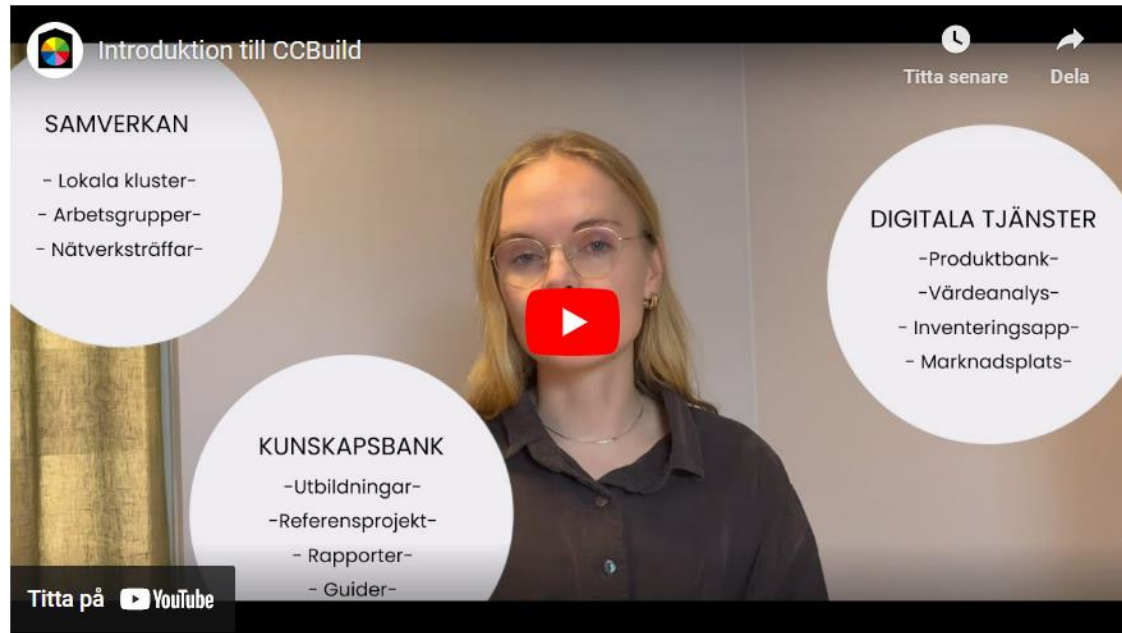 Introduktion till CCBuild
Titta senare
Dela
SAMVERKAN
- Lokala kluster-
- Arbetsgrupper-
- Nätverksträffar-
DIGITALA TJÄNSTER
-Produktbank-
-Värdeanalys-
- Inventeringsapp-
- Marknadsplats-
KUNSKAPSBANK
-Utbildningar-
-Referensprojekt-
- Rapporter-
- Guider-
Titta på YouTube